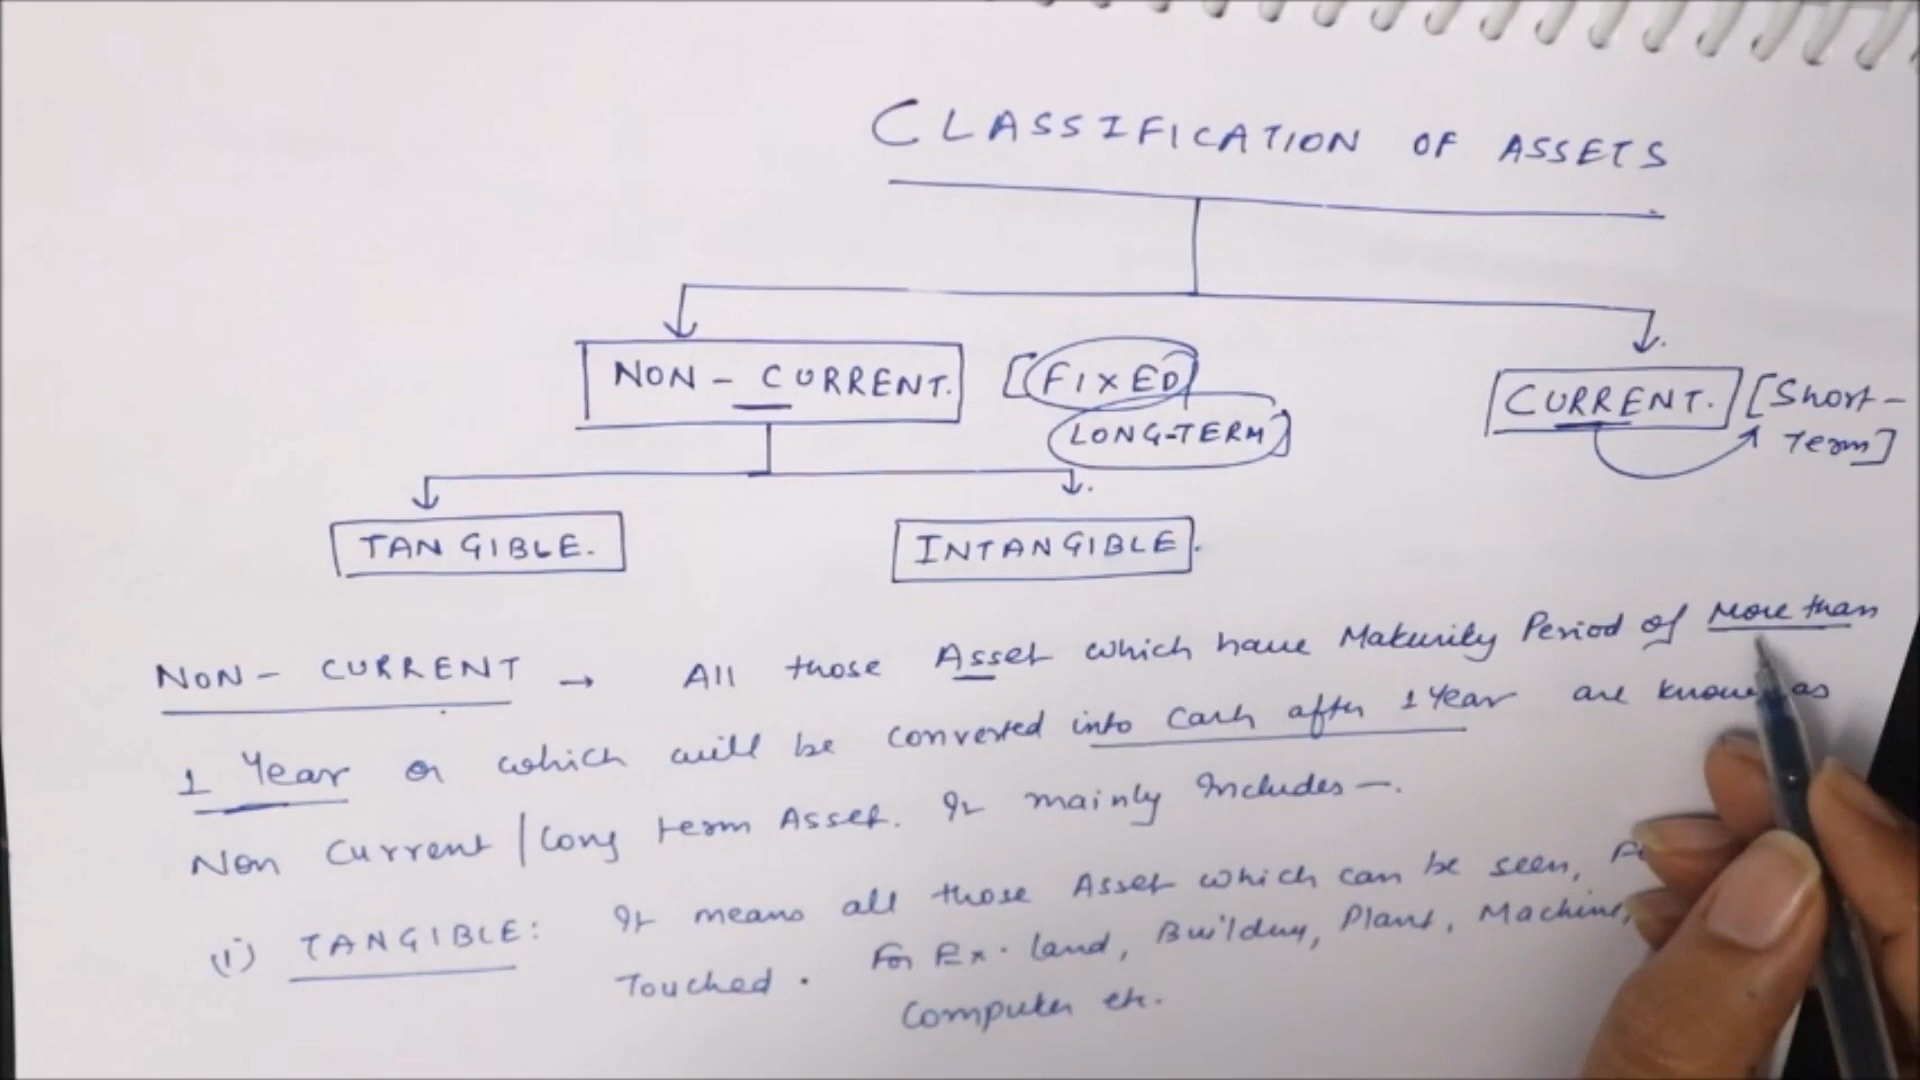 CLASSIFICATION OF ASSETS
NON - CURRENT. [FIXED
LONG-TERM]
CURRENT. [Short-
Term]
TANGIBLE.
INTANGIBLE.
NON - CURRENT → All those Asset which have Maturity Period of More than
1 Year or which will be converted into Cash after 1 Year are known as
Non Current / Long term Asset. It mainly Includes —.
(i) TANGIBLE: It means all those Asset which can be seen,
Touched. For Ex. land, Building, Plant, Machine,
Computer etc.